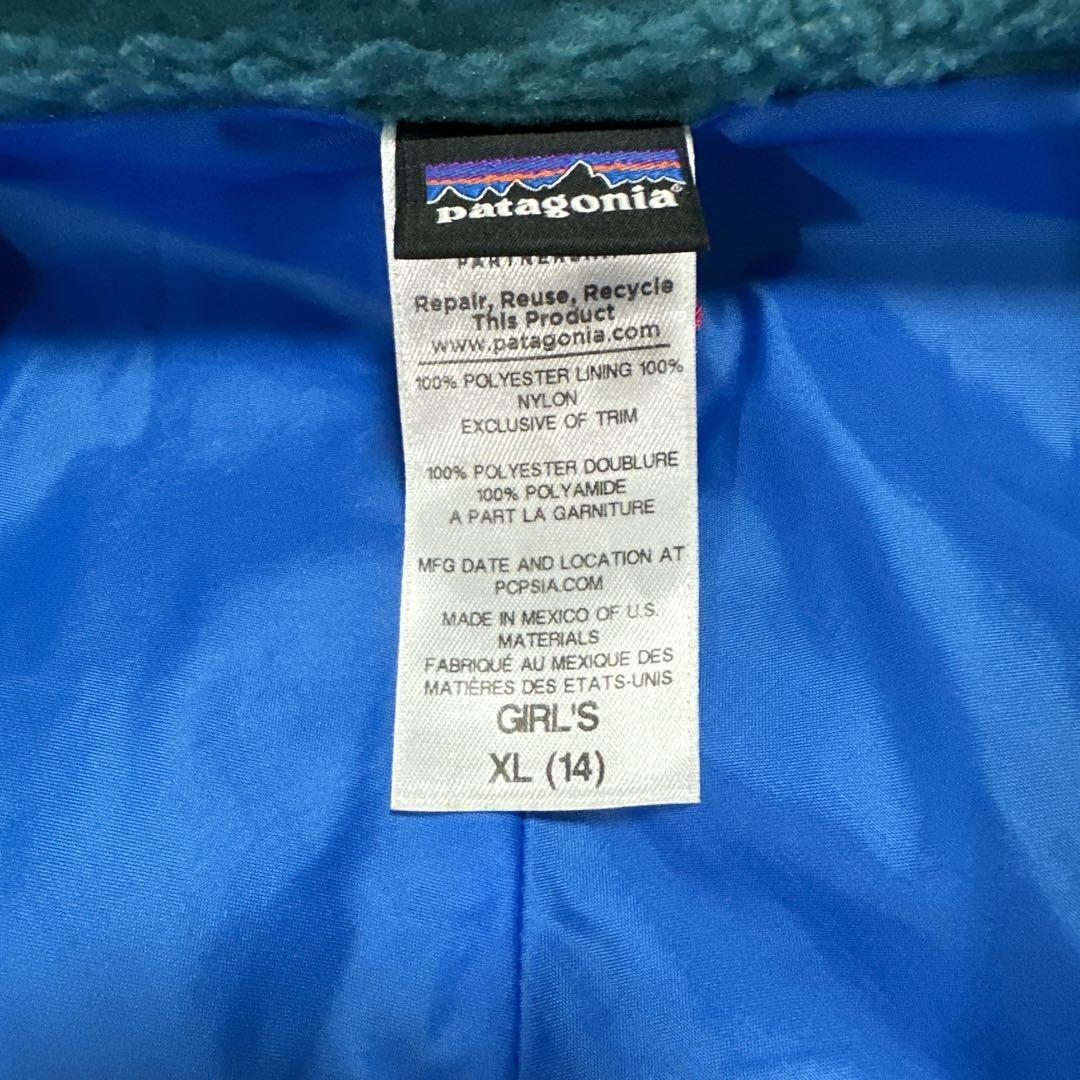 patagonia®
Repair, Reuse, Recycle
This Product
www.patagonia.com
100% POLYESTER LINING 100%
NYLON
EXCLUSIVE OF TRIM
100% POLYESTER DOUBLURE
100% POLYAMIDE
A PART LA GARNITURE
MFG DATE AND LOCATION AT
PCPSIA.COM
MADE IN MEXICO OF U.S.
MATERIALS
FABRIQUÉ AU MEXIQUE DES
MATIÈRES DES ETATS-UNIS
GIRL'S
XL (14)